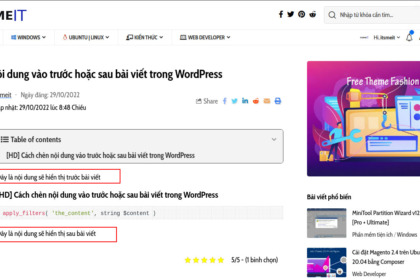 MEIT
Nhập từ khóa cần tìm...
WINDOWS
UBUNTU | LINUX
KIẾN THỨC
WEB DEVELOPER
Hi, itsmeit
ội dung vào trước hoặc sau bài viết trong WordPress
itsmeit · Ngày đăng: 29/10/2022
ập nhật: 29/10/2022 lúc 8:48 Chiều
Share
Table of contents
[HD] Cách chèn nội dung vào trước hoặc sau bài viết trong WordPress
ây là nội dung sẽ hiển thị trước bài viết
HD] Cách chèn nội dung vào trước hoặc sau bài viết trong WordPress
apply_filters( 'the_content', string $content )
ây là nội dung sẽ hiển thị sau bài viết
5/5 - (1 bình chọn)
Free Theme Fashion
Bài viết phổ biến
MiniTool Partition Wizard v12
[Pro + Ultimate]
Phần mềm tiện ích / Windows
Cài đặt Magento 2.4 trên Ubu
20.04 bằng Composer
Web Developer